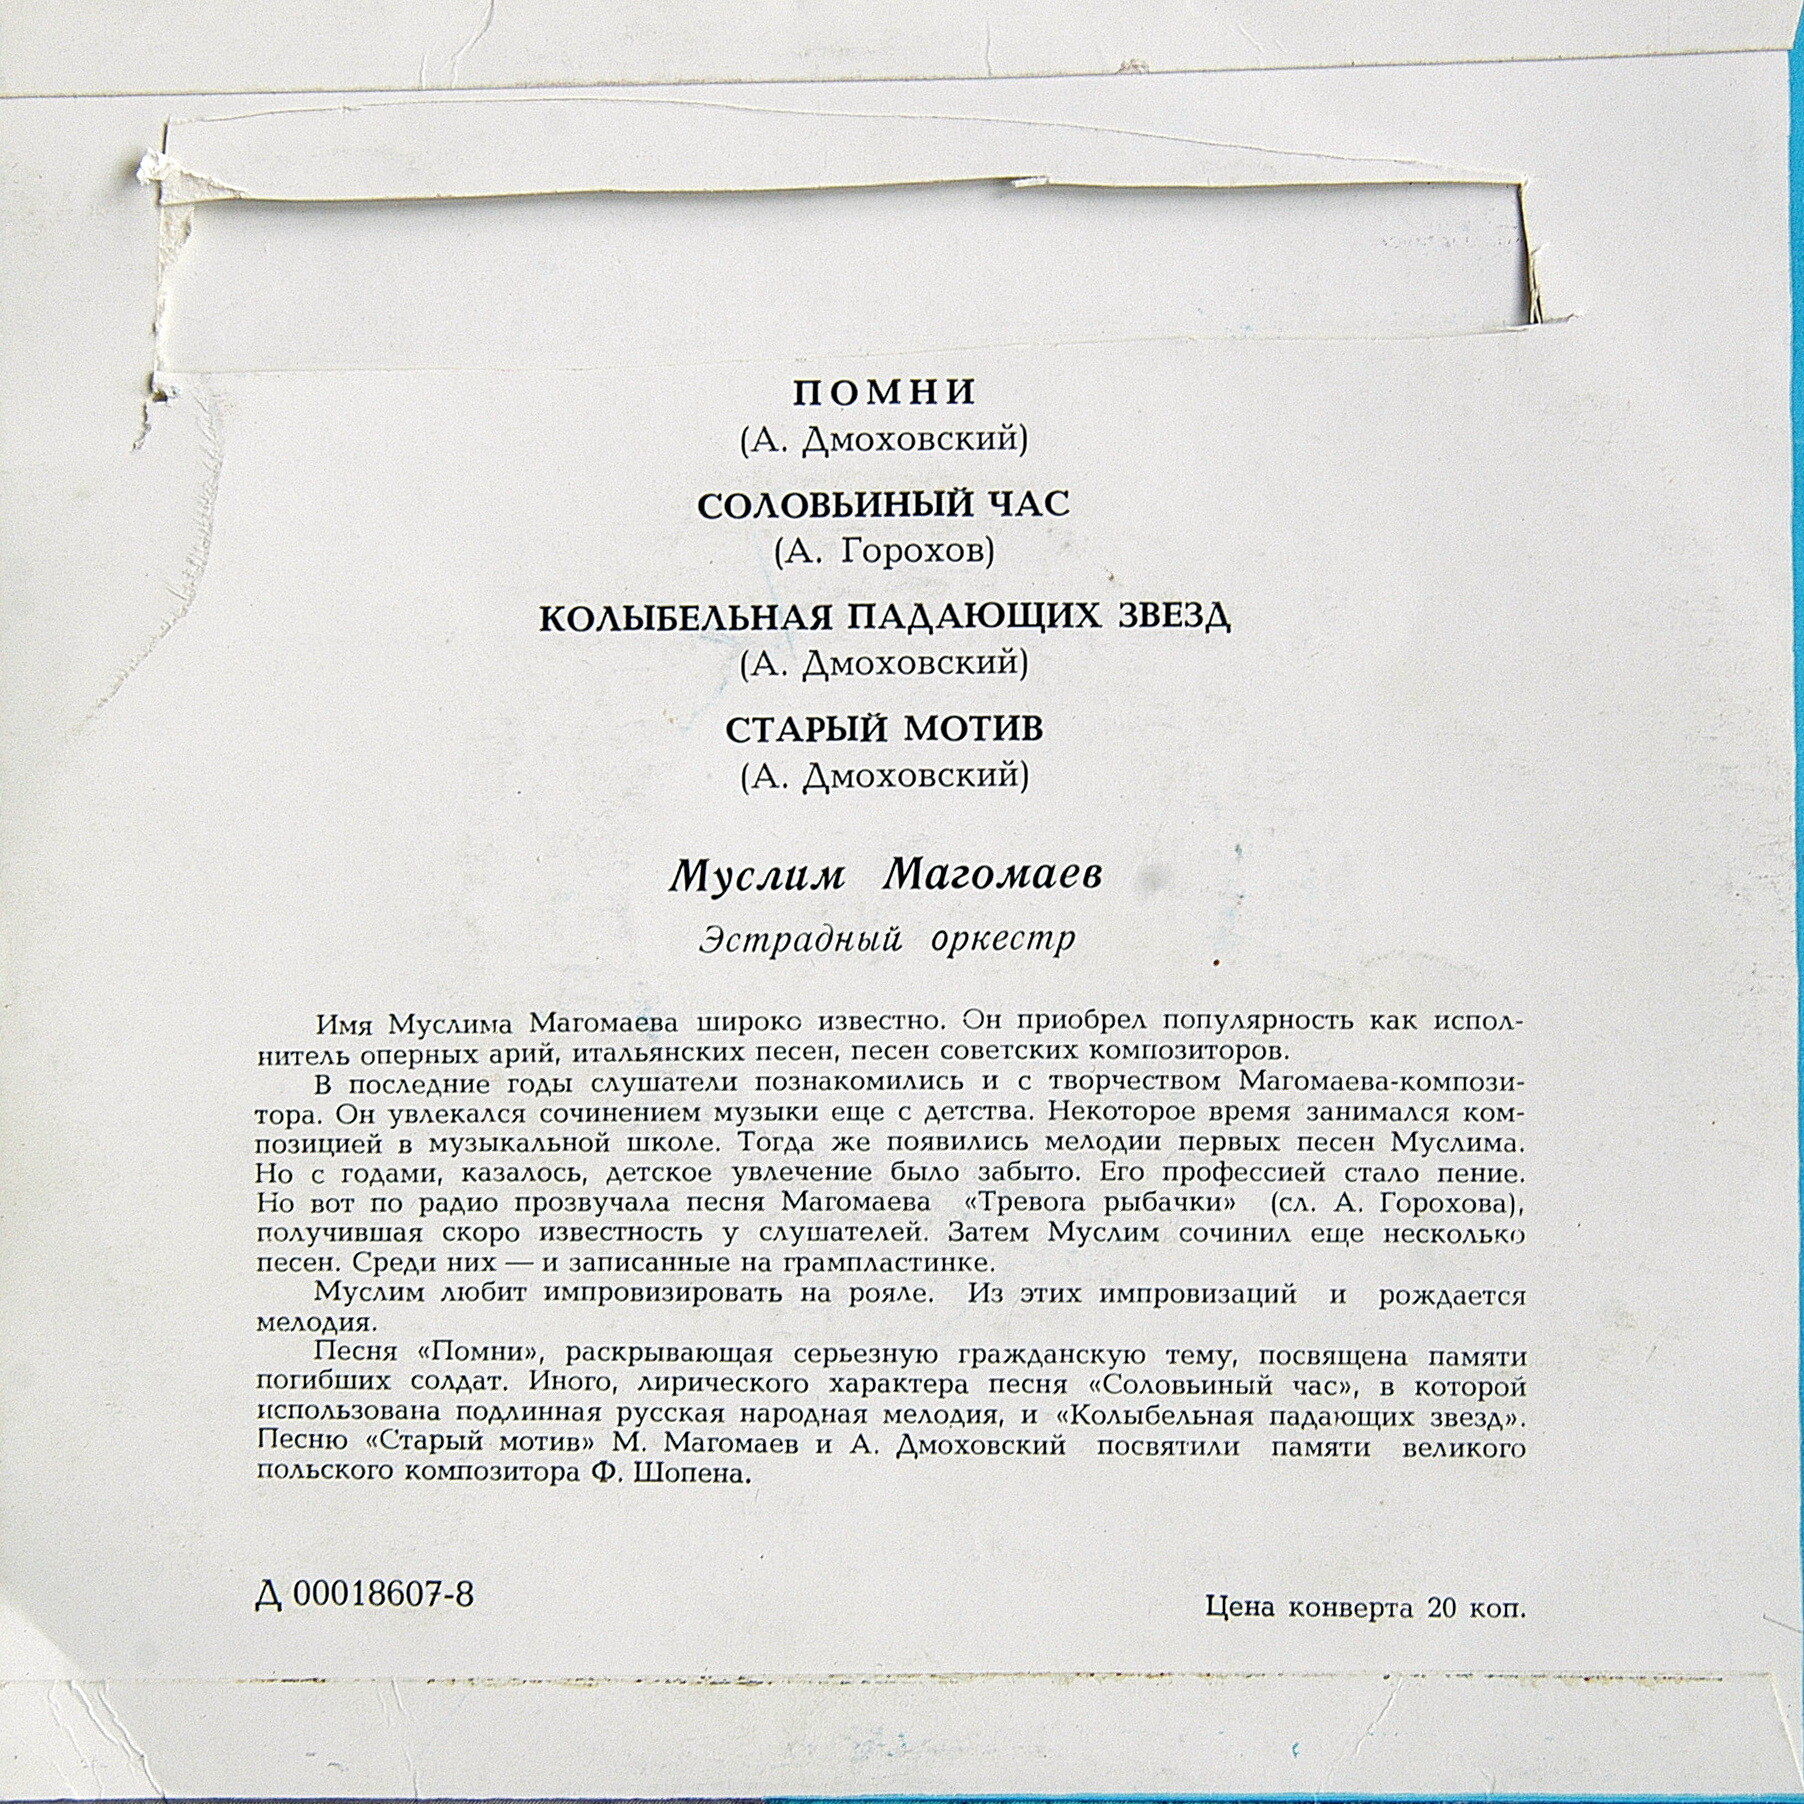 ПОМНИ
(А. Дмоховский)
СОЛОВЬИНЫЙ ЧАС
(А. Горохов)
КОЛЫБЕЛЬНАЯ ПАДАЮЩИХ ЗВЕЗД
(А. Дмоховский)
СТАРЫЙ МОТИВ
(А. Дмоховский)
Муслим Магомаев
Эстрадный оркестр
Имя Муслима Магомаева широко известно. Он приобрел популярность как испол-
нитель оперных арий, итальянских песен, песен советских композиторов.
В последние годы слушатели познакомились и с творчеством Магомаева-компози-
тора. Он увлекался сочинением музыки еще с детства. Некоторое время занимался ком-
позицией в музыкальной школе. Тогда же появились мелодии первых песен Муслима.
Но с годами, казалось, детское увлечение было забыто. Его профессией стало пение.
Но вот по радио прозвучала песня Магомаева «Тревога рыбачки» (сл. А. Горохова),
получившая скоро известность у слушателей. Затем Муслим сочинил еще несколько
песен. Среди них — и записанные на грампластинке.
Муслим любит импровизировать на рояле. Из этих импровизаций и рождается
мелодия.
Песня «Помни», раскрывающая серьезную гражданскую тему, посвящена памяти
погибших солдат. Иного, лирического характера песня «Соловьиный час», в которой
использована подлинная русская народная мелодия, и «Колыбельная падающих звезд».
Песню «Старый мотив» М. Магомаев и А. Дмоховский посвятили памяти великого
польского композитора Ф. Шопена.
Д 00018607-8
Цена конверта 20 коп.